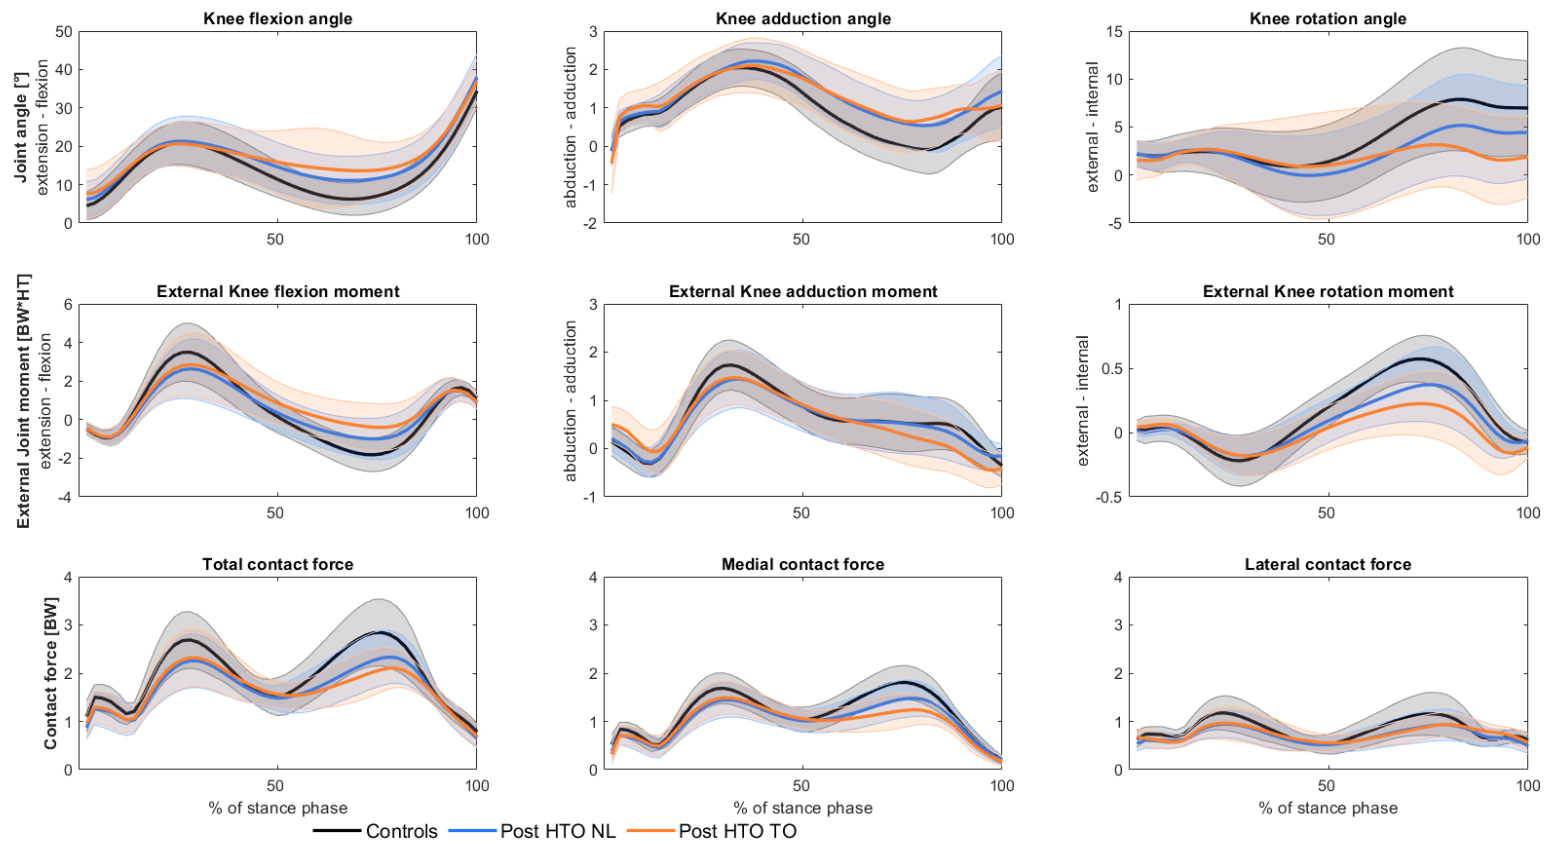 Knee flexion angle
Knee adduction angle
Knee rotation angle
Joint angle [°]
extension - flexion
50
40
30
20
10
0
50
100
abduction - adduction
3
2
1
0
-1
-2
50
100
external - internal
15
10
5
0
-5
50
100
External Knee flexion moment
External Knee adduction moment
External Knee rotation moment
External Joint moment [BW*HT]
extension - flexion
6
4
2
0
-2
-4
50
100
abduction - adduction
3
2
1
0
-1
50
100
external - internal
1
0.5
0
-0.5
50
100
Total contact force
Medial contact force
Lateral contact force
Contact force [BW]
4
3
2
1
0
50
100
% of stance phase
4
3
2
1
0
50
100
% of stance phase
4
3
2
1
0
50
100
% of stance phase
Controls
Post HTO NL
Post HTO TO